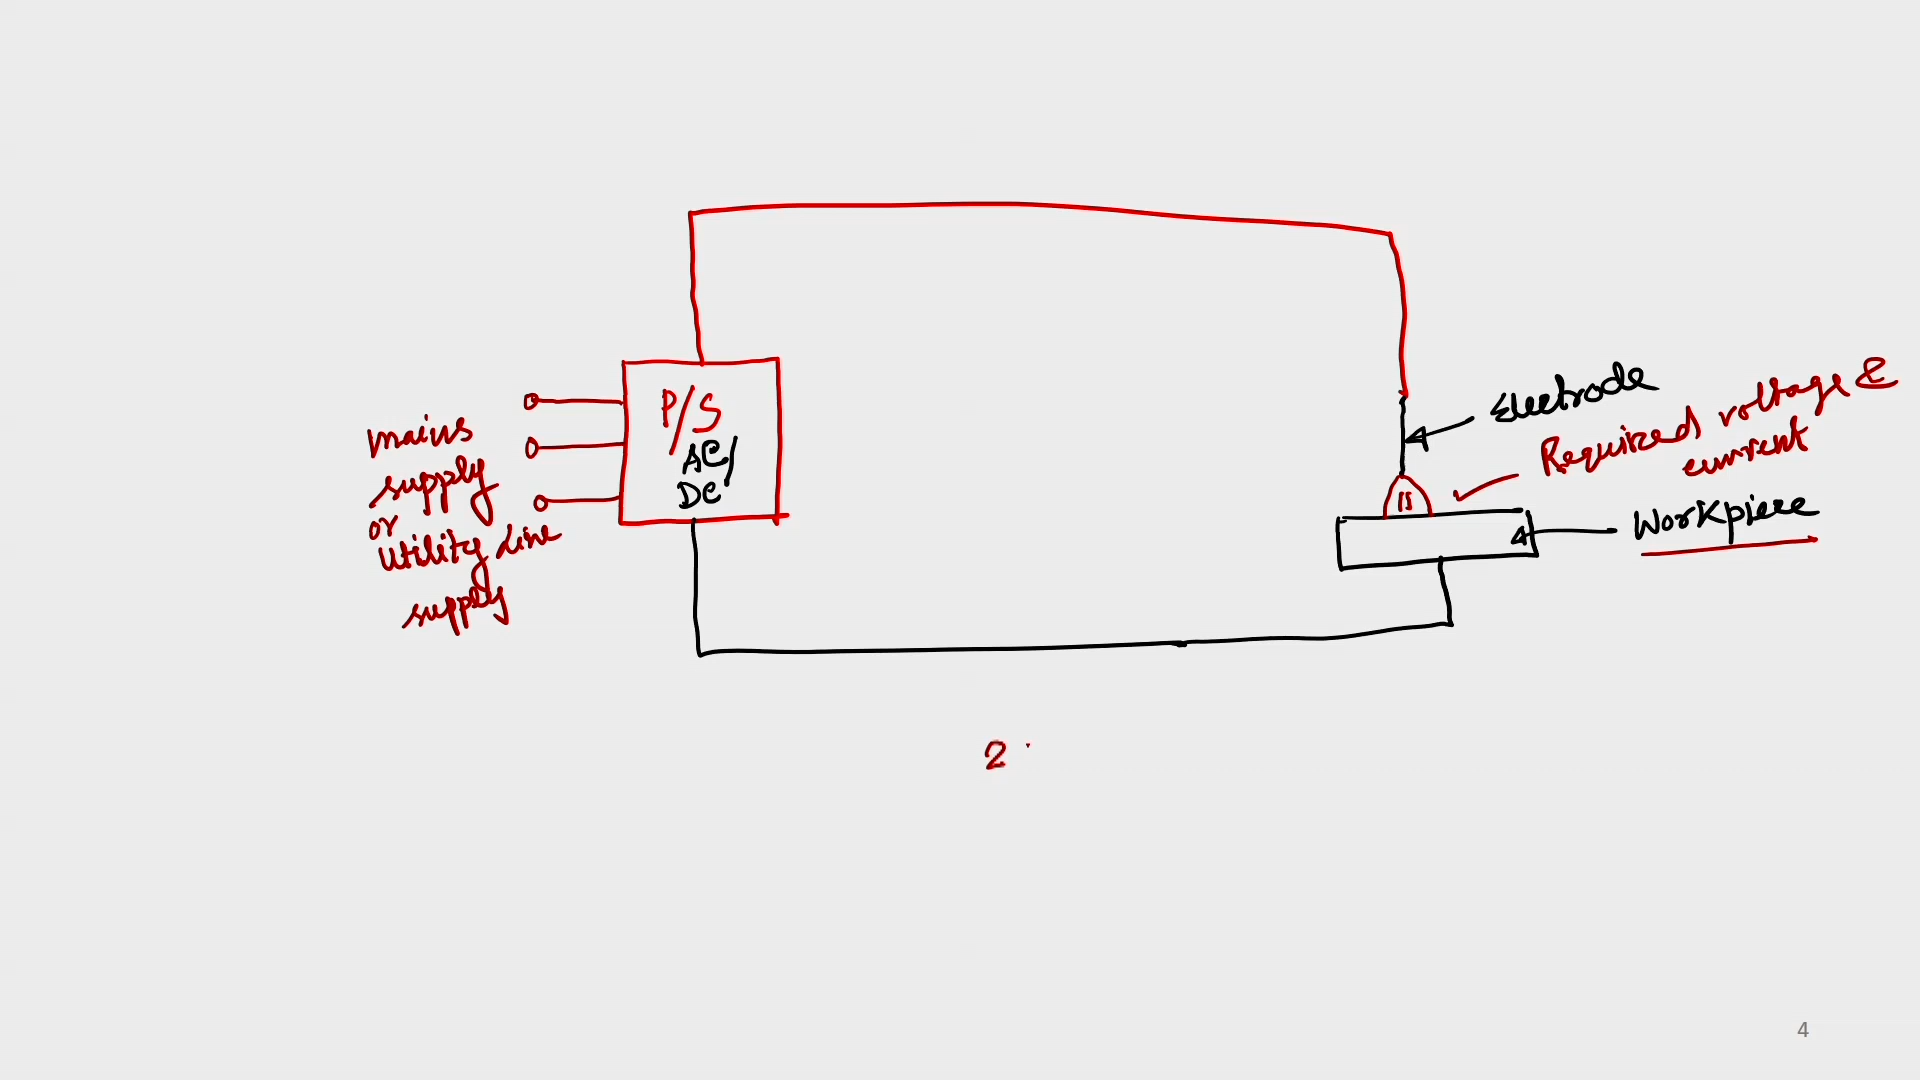 P/S
AC/
DC
mains
supply
or
Utility Line
supply
Electrode
Required voltage &
current
Workpiece
2
4